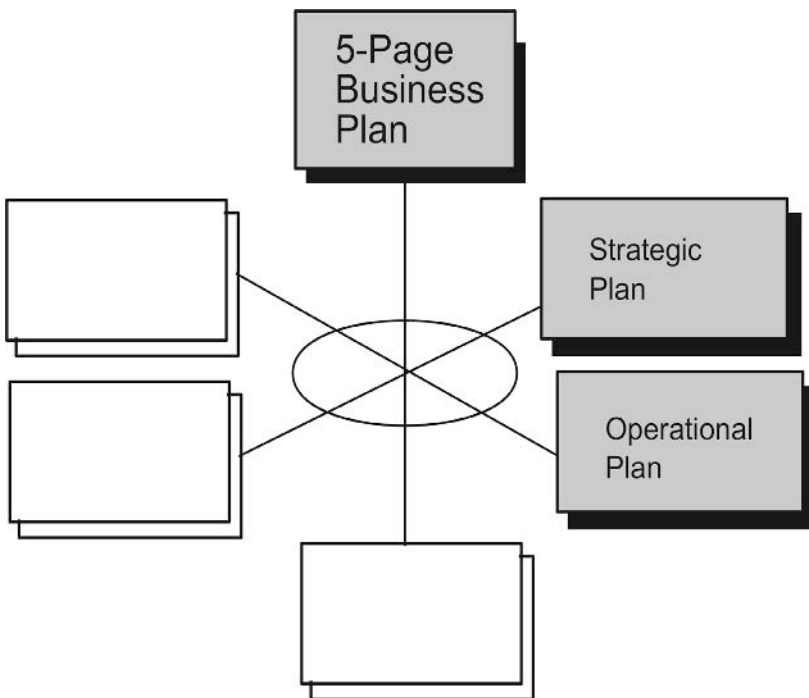 5-Page
Business
Plan
Strategic
Plan
Operational
Plan